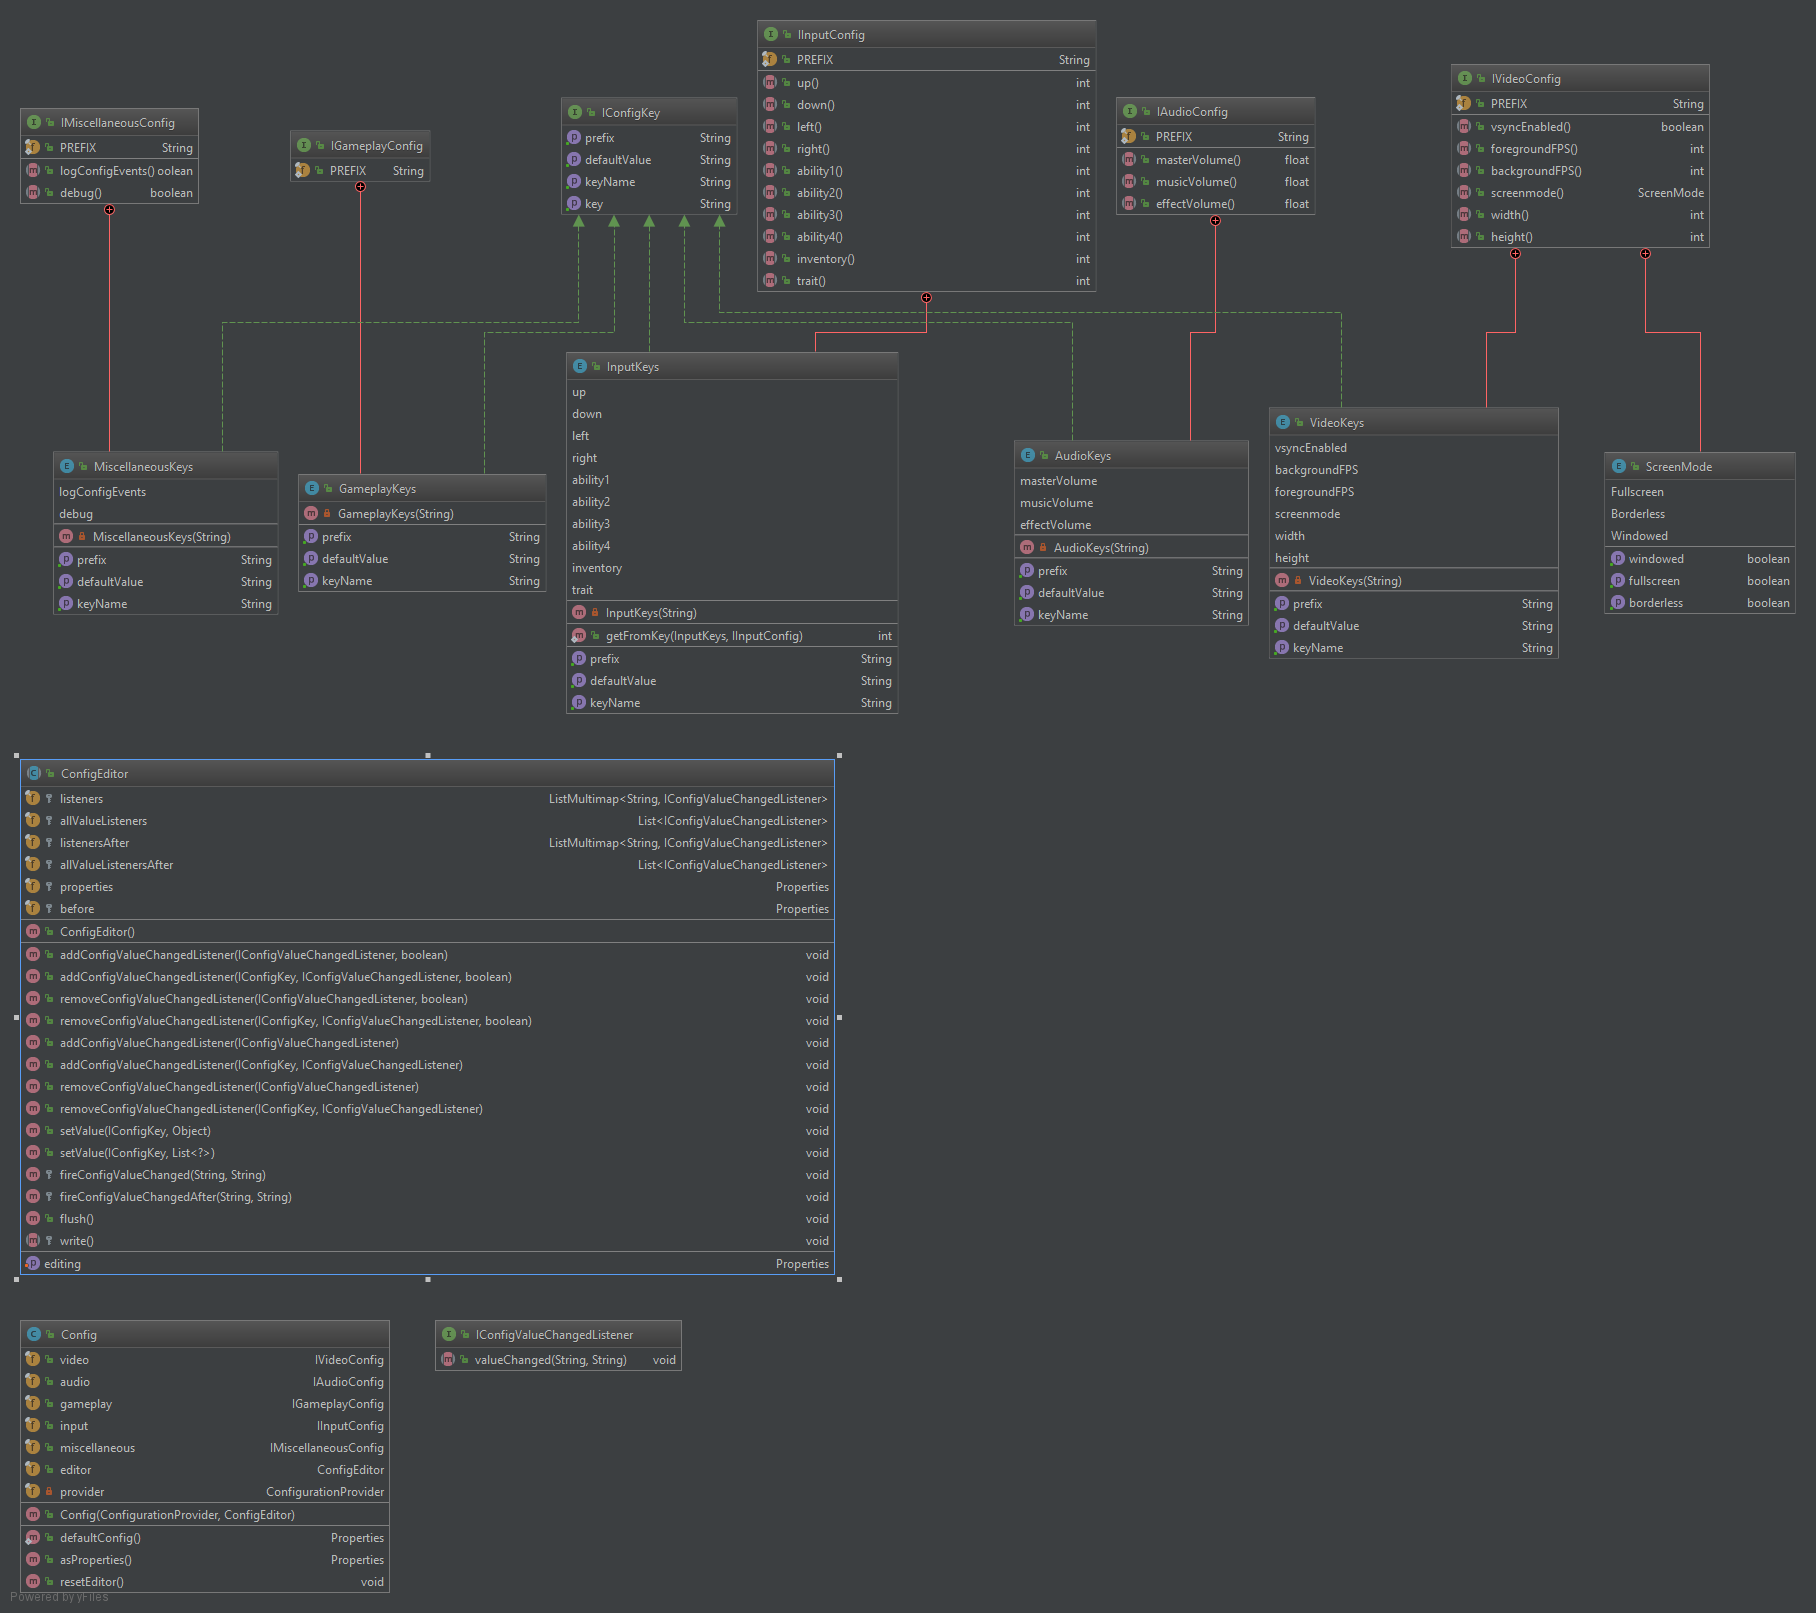 IMiscellaneousConfig
PREFIX String
logConfigEvents() oolean
debug() boolean
IGameplayConfig
PREFIX String
IConfigKey
prefix String
defaultValue String
keyName String
key String
IInputConfig
PREFIX String
up() int
down() int
left() int
right() int
ability1() int
ability2() int
ability3() int
ability4() int
inventory() int
trait() int
IAudioConfig
PREFIX String
masterVolume() float
musicVolume() float
effectVolume() float
IVideoConfig
PREFIX String
vsyncEnabled() boolean
foregroundFPS() int
backgroundFPS() int
screenmode() ScreenMode
width() int
height() int
MiscellaneousKeys
logConfigEvents
debug
MiscellaneousKeys(String)
prefix String
defaultValue String
keyName String
GameplayKeys
GameplayKeys(String)
prefix String
defaultValue String
keyName String
InputKeys
up
down
left
right
ability1
ability2
ability3
ability4
inventory
trait
InputKeys(String)
getFromKey(InputKeys, IInputConfig) int
prefix String
defaultValue String
keyName String
AudioKeys
masterVolume
musicVolume
effectVolume
AudioKeys(String)
prefix String
defaultValue String
keyName String
VideoKeys
vsyncEnabled
backgroundFPS
foregroundFPS
screenmode
width
height
VideoKeys(String)
prefix String
defaultValue String
keyName String
ScreenMode
Fullscreen
Borderless
Windowed
windowed boolean
fullscreen boolean
borderless boolean
ConfigEditor
listeners ListMultimap<String, IConfigValueChangedListener>
allValueListeners List<IConfigValueChangedListener>
listenersAfter ListMultimap<String, IConfigValueChangedListener>
allValueListenersAfter List<IConfigValueChangedListener>
properties Properties
before Properties
ConfigEditor()
addConfigValueChangedListener(IConfigValueChangedListener, boolean) void
addConfigValueChangedListener(IConfigKey, IConfigValueChangedListener, boolean) void
removeConfigValueChangedListener(IConfigValueChangedListener, boolean) void
removeConfigValueChangedListener(IConfigKey, IConfigValueChangedListener, boolean) void
addConfigValueChangedListener(IConfigValueChangedListener) void
addConfigValueChangedListener(IConfigKey, IConfigValueChangedListener) void
removeConfigValueChangedListener(IConfigValueChangedListener) void
removeConfigValueChangedListener(IConfigKey, IConfigValueChangedListener) void
setValue(IConfigKey, Object) void
setValue(IConfigKey, List<?>) void
fireConfigValueChanged(String, String) void
fireConfigValueChangedAfter(String, String) void
flush() void
write() void
editing Properties
Config
video IVideoConfig
audio IAudioConfig
gameplay IGameplayConfig
input IInputConfig
miscellaneous IMiscellaneousConfig
editor ConfigEditor
provider ConfigurationProvider
Config(ConfigurationProvider, ConfigEditor)
defaultConfig() Properties
asProperties() Properties
resetEditor() void
IConfigValueChangedListener
valueChanged(String, String) void
Powered by yFiles